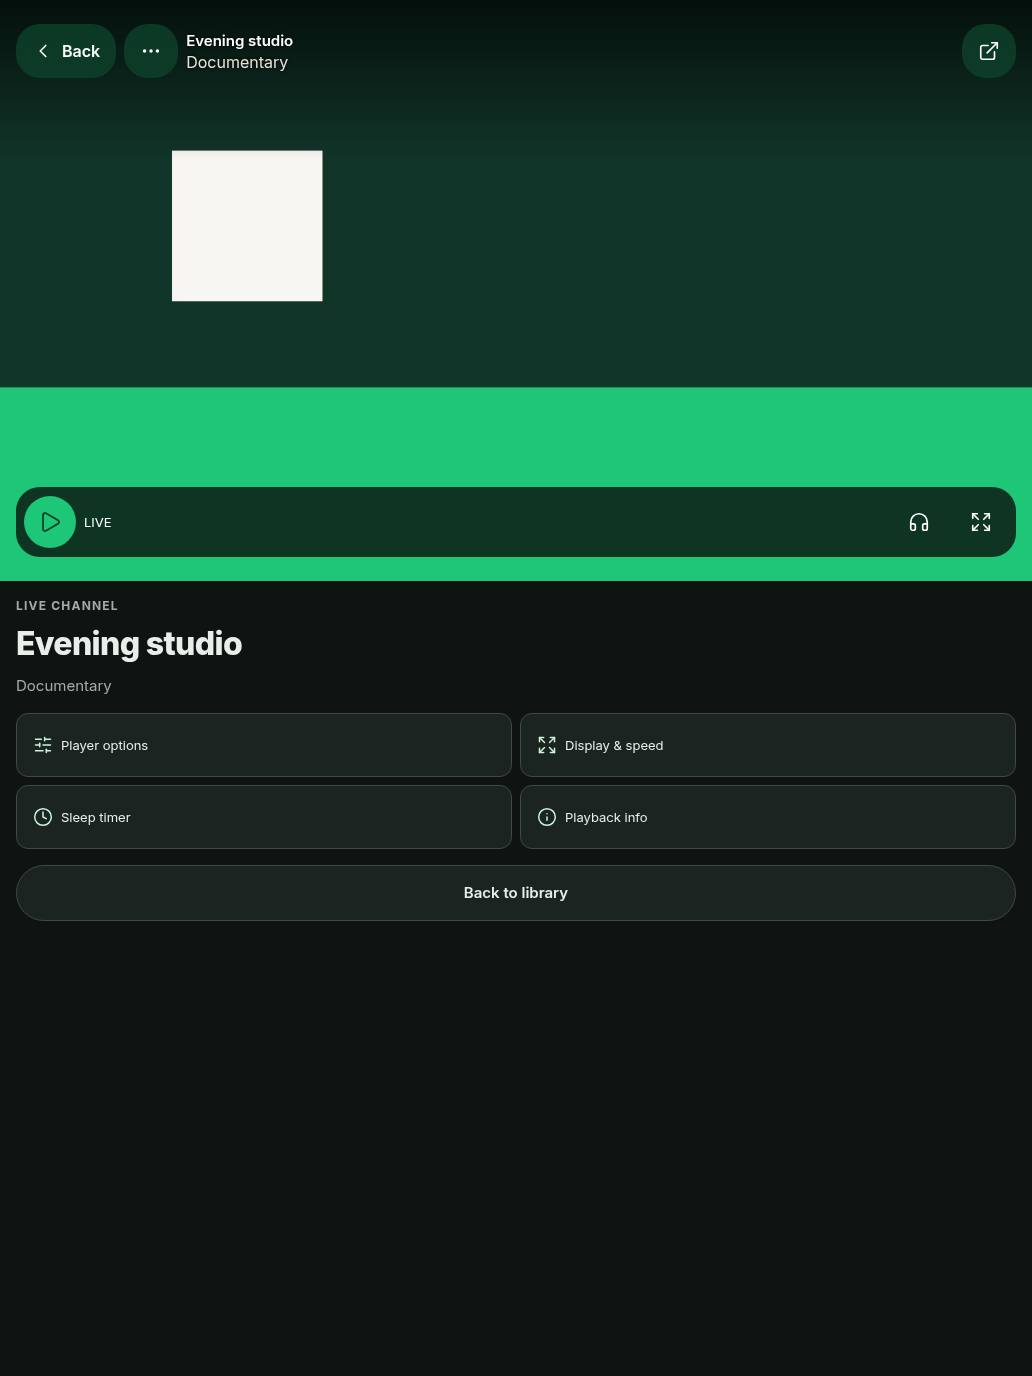 Back
Evening studio
Documentary
LIVE
LIVE CHANNEL
Evening studio
Documentary
Player options
Display & speed
Sleep timer
Playback info
Back to library